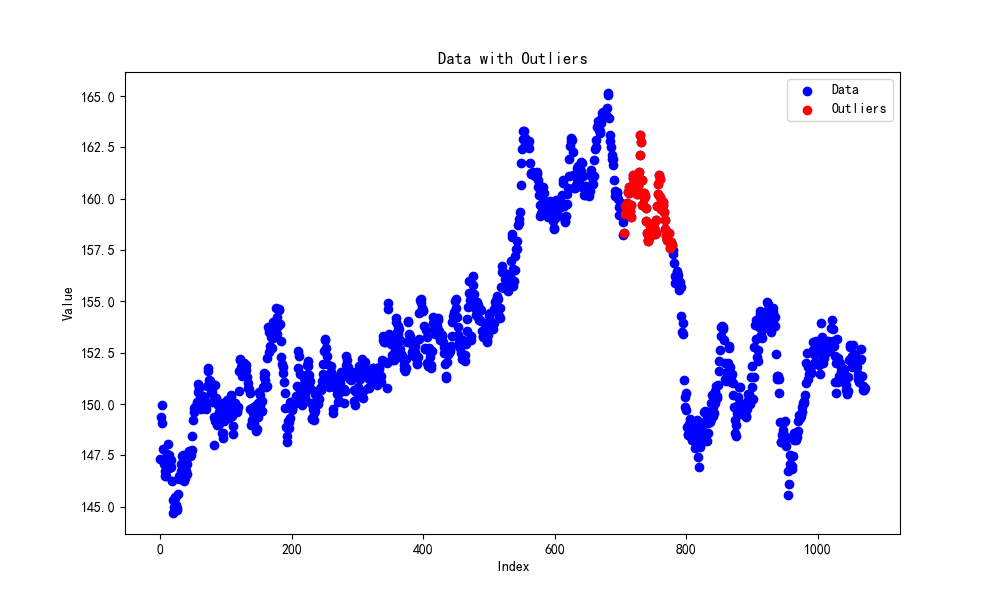 Data with Outliers
Data
Outliers
165.0
162.5
160.0
157.5
155.0
152.5
150.0
147.5
145.0
Value
0 200 400 600 800 1000
Index